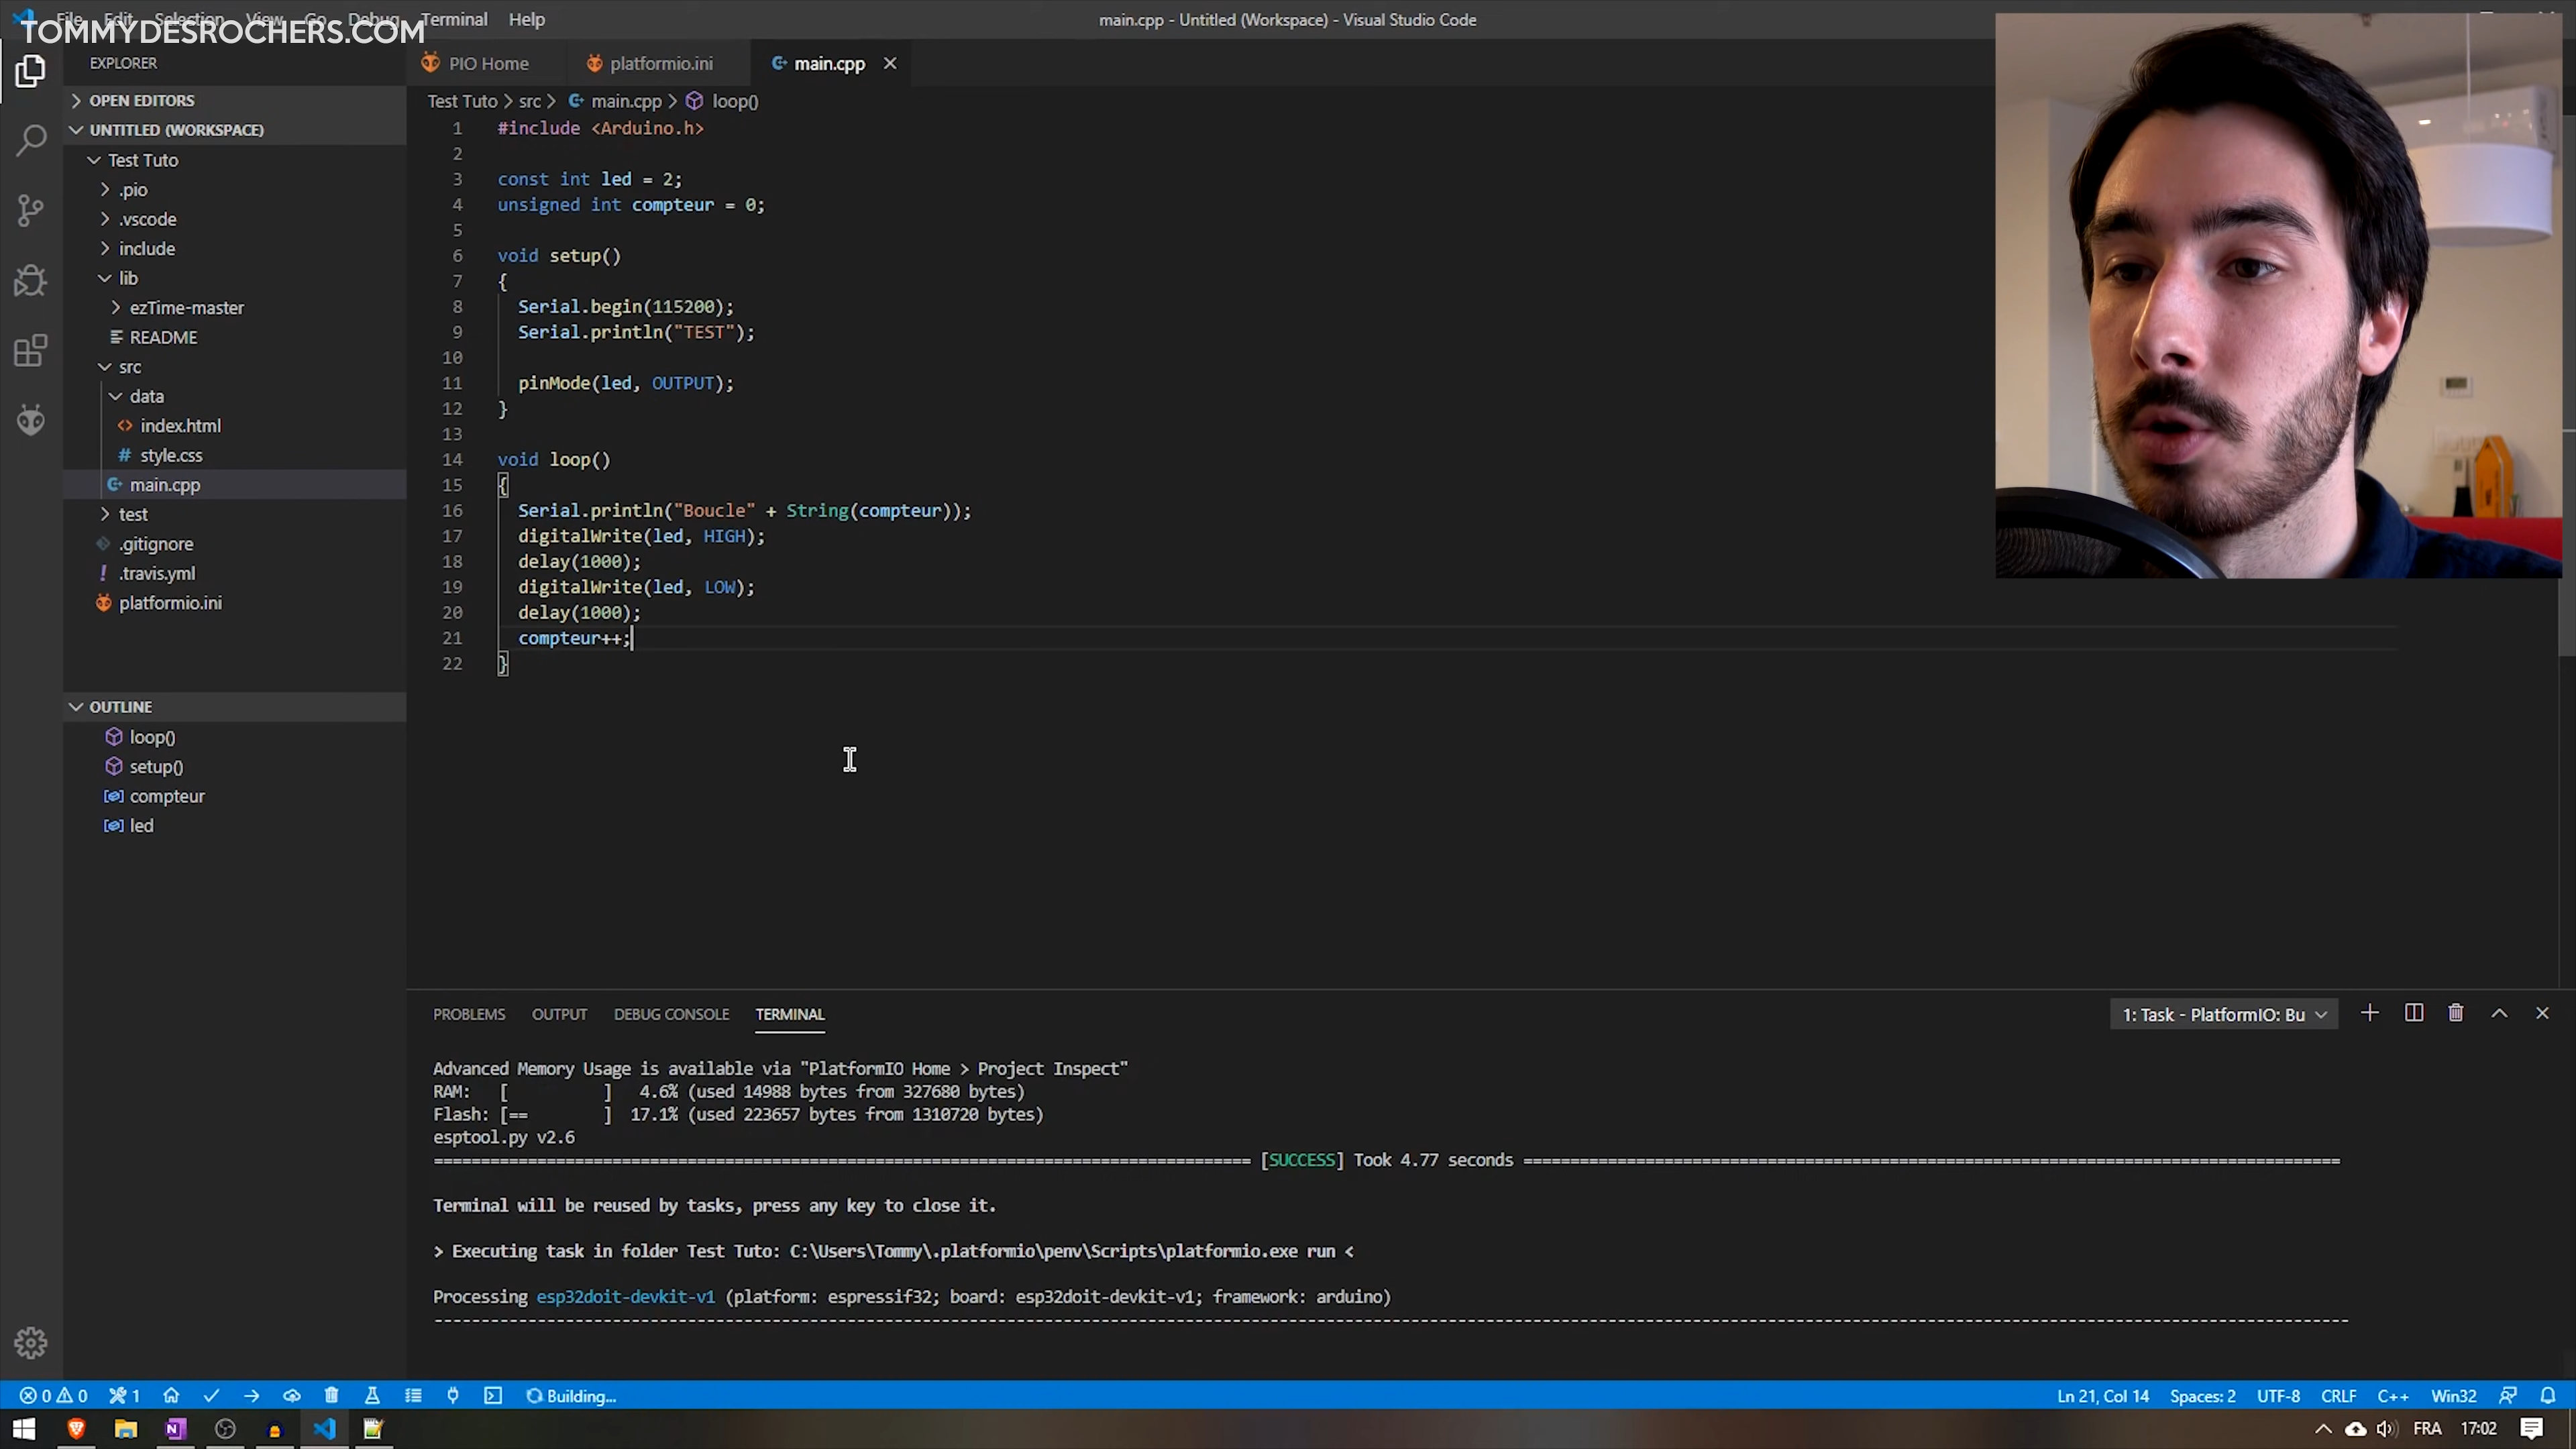 File Edit Selection View Go Debug Terminal Help
main.cpp - Untitled (Workspace) - Visual Studio Code
TOMMYDESROCHERS.COM
EXPLORER
OPEN EDITORS
UNTITLED (WORKSPACE)
Test Tuto
.pio
.vscode
include
lib
ezTime-master
README
src
data
index.html
style.css
main.cpp
test
.gitignore
.travis.yml
platformio.ini
OUTLINE
loop()
setup()
compteur
led
PIO Home platformio.ini main.cpp
Test Tuto > src > main.cpp > loop()
1 #include <Arduino.h>
2
3 const int led = 2;
4 unsigned int compteur = 0;
5
6 void setup()
7 {
8 Serial.begin(115200);
9 Serial.println("TEST");
10
11 pinMode(led, OUTPUT);
12 }
13
14 void loop()
15 {
16 Serial.println("Boucle" + String(compteur));
17 digitalWrite(led, HIGH);
18 delay(1000);
19 digitalWrite(led, LOW);
20 delay(1000);
21 compteur++;
22 }
PROBLEMS OUTPUT DEBUG CONSOLE TERMINAL
1: Task - PlatformIO: Bu
Advanced Memory Usage is available via "PlatformIO Home > Project Inspect"
RAM: [ ] 4.6% (used 14988 bytes from 327680 bytes)
Flash: [== ] 17.1% (used 223657 bytes from 1310720 bytes)
esptool.py v2.6
[SUCCESS] Took 4.77 seconds
Terminal will be reused by tasks, press any key to close it.
> Executing task in folder Test Tuto: C:\Users\Tommy\.platformio\penv\Scripts\platformio.exe run <
Processing esp32doit-devkit-v1 (platform: espressif32; board: esp32doit-devkit-v1; framework: arduino)
0 0 1 Building... Ln 21, Col 14 Spaces: 2 UTF-8 CRLF C++ Win32
FRA 17:02